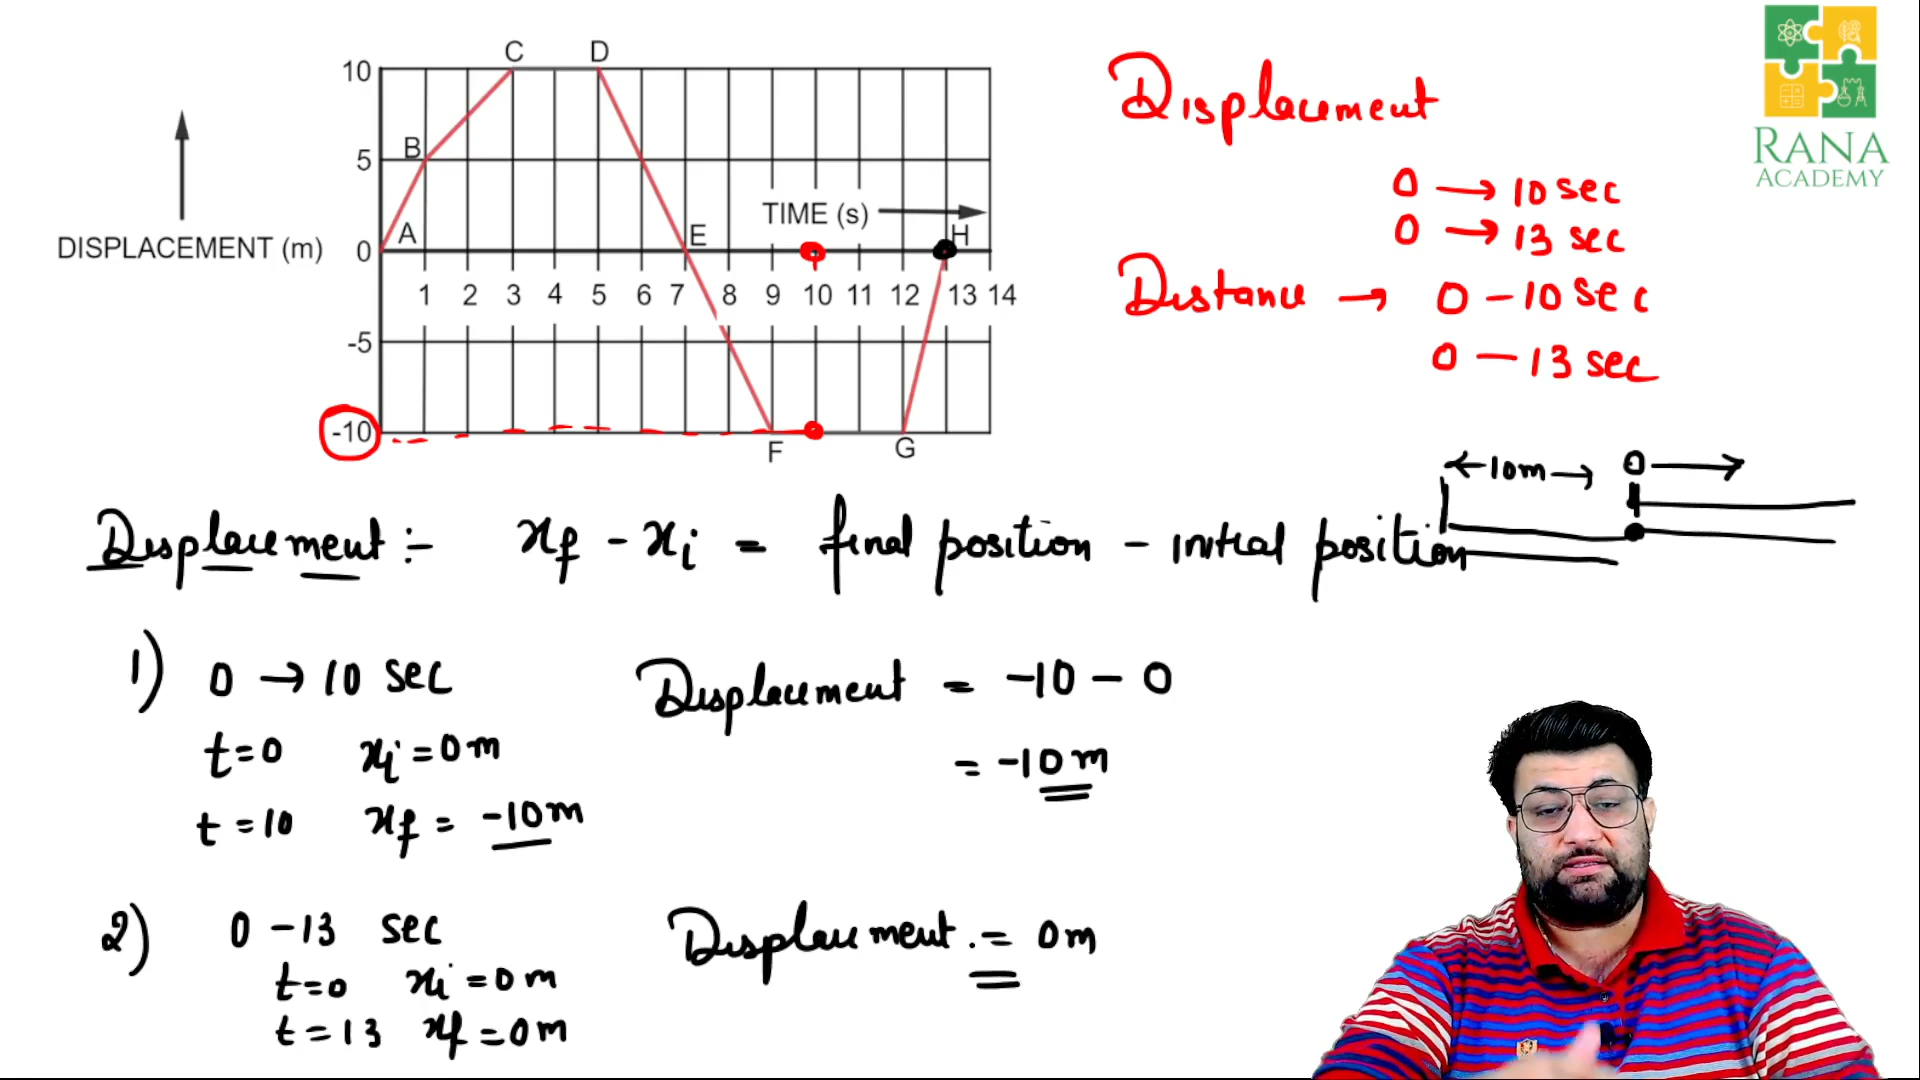 C D
10
B
5
TIME (s)
A E H
DISPLACEMENT (m) 0
1 2 3 4 5 6 7 8 9 10 11 12 13 14
-5
-10
F G
Displacement
0 → 10 sec
0 → 13 sec
Distance → 0 - 10 sec
0 - 13 sec
RANA
ACADEMY
←10m→ 0 →
Displacement :- xf - xi = final position - initial position
1) 0 → 10 sec Displacement = -10 - 0
t=0 xi = 0m = -10m
t=10 xf = -10m
2) 0 - 13 sec Displacement = 0m
t=0 xi = 0m
t=13 xf = 0m